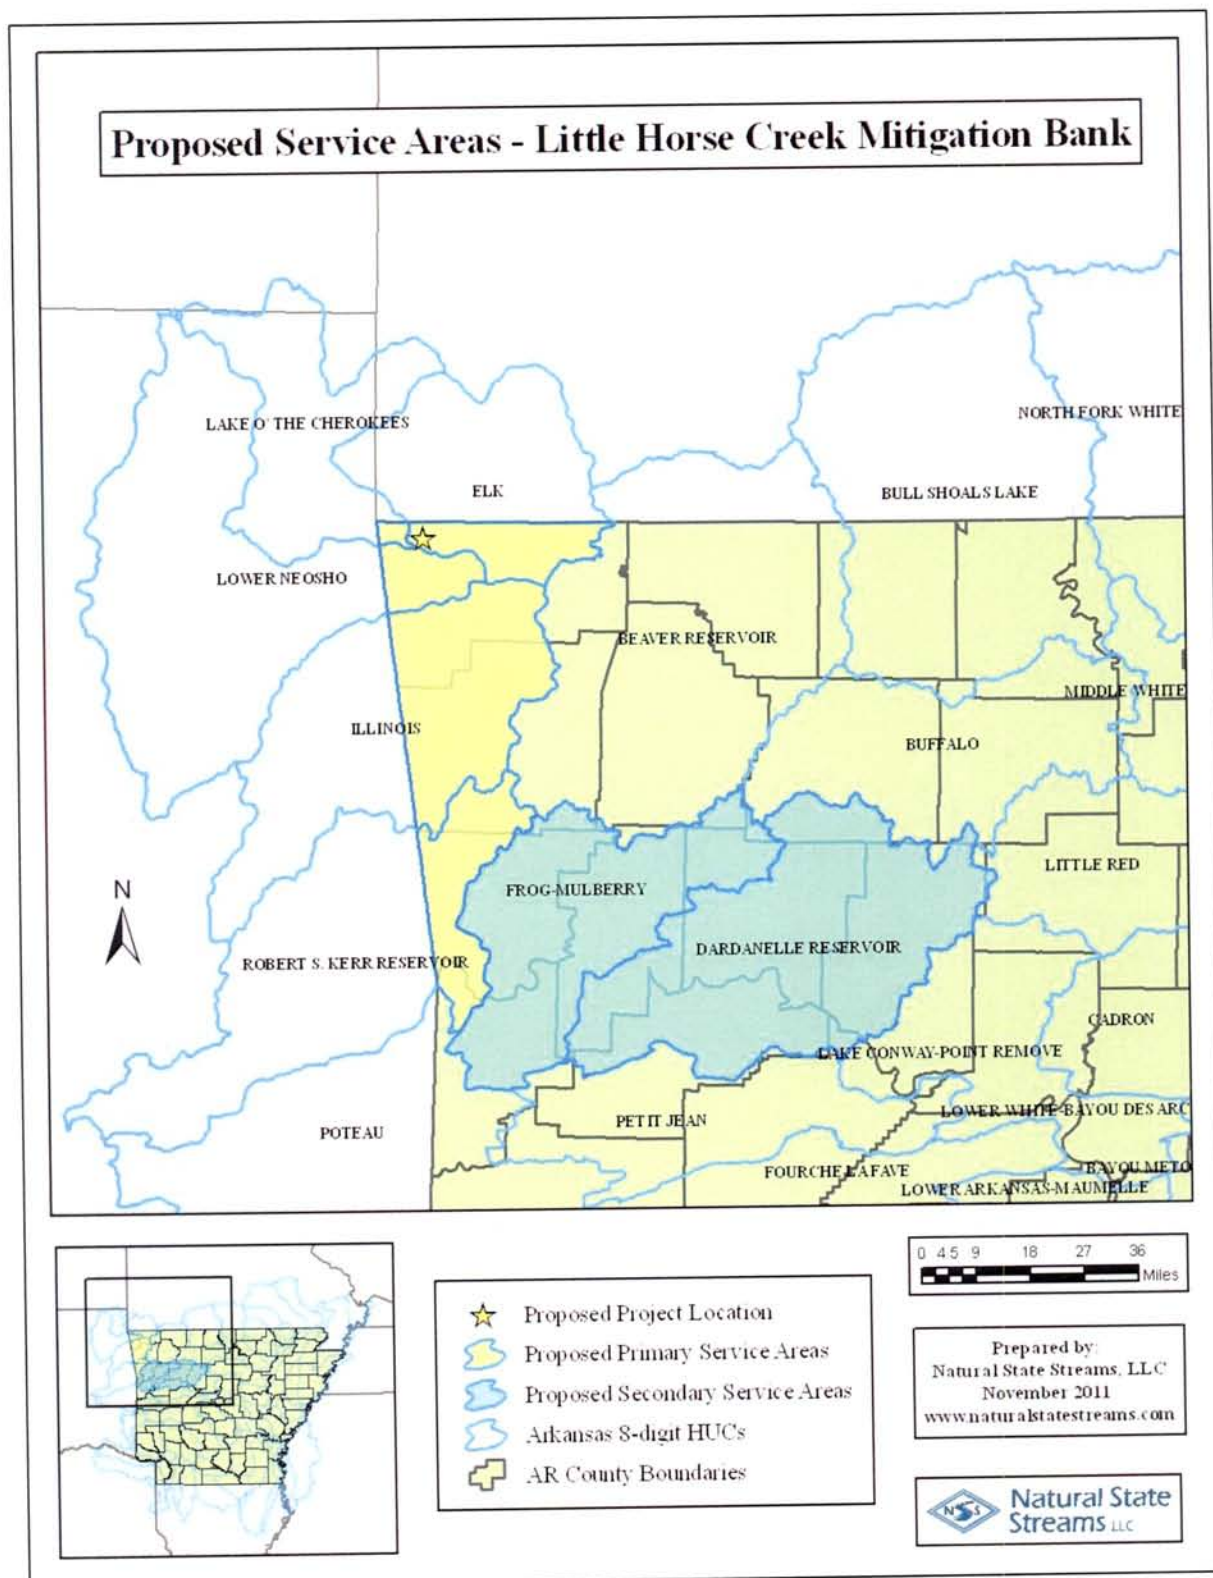 Proposed Service Areas - Little Horse Creek Mitigation Bank
NORTH FORK WHITE
LAKE O' THE CHEROKEES
ELK
BULL SHOALS LAKE
LOWER NEOSHO
BEAVER RESERVOIR
MIDDLE WHITE
ILLINOIS
BUFFALO
LITTLE RED
FROG-MULBERRY
N
DARDANELLE RESERVOIR
ROBERT S. KERR RESERVOIR
CADRON
LAKE CONWAY-POINT REMOVE
LOWER WHITE-BAYOU DES ARC
PETIT JEAN
POTEAU
FOURCHE LAFAVE
BAYOU METO
LOWER ARKANSAS-MAUMELLE
0 4.5 9 18 27 36
Miles
Proposed Project Location
Proposed Primary Service Areas
Proposed Secondary Service Areas
Arkansas 8-digit HUCs
AR County Boundaries
Prepared by:
Natural State Streams, LLC
November 2011
www.naturalstatestreams.com
NSS
Natural State
Streams LLC